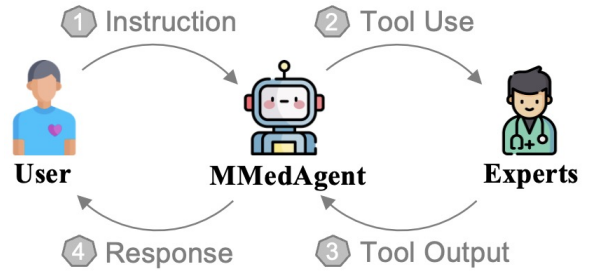 1 Instruction
2 Tool Use
User
MMedAgent
Experts
4 Response
3 Tool Output